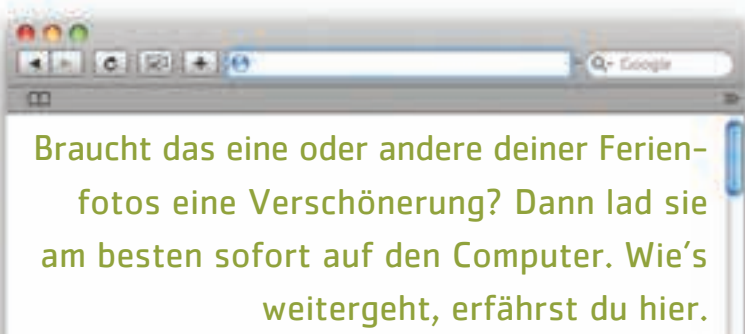 Google
Braucht das eine oder andere deiner Ferien-
fotos eine Verschönerung? Dann lad sie
am besten sofort auf den Computer. Wie's
weitergeht, erfährst du hier.